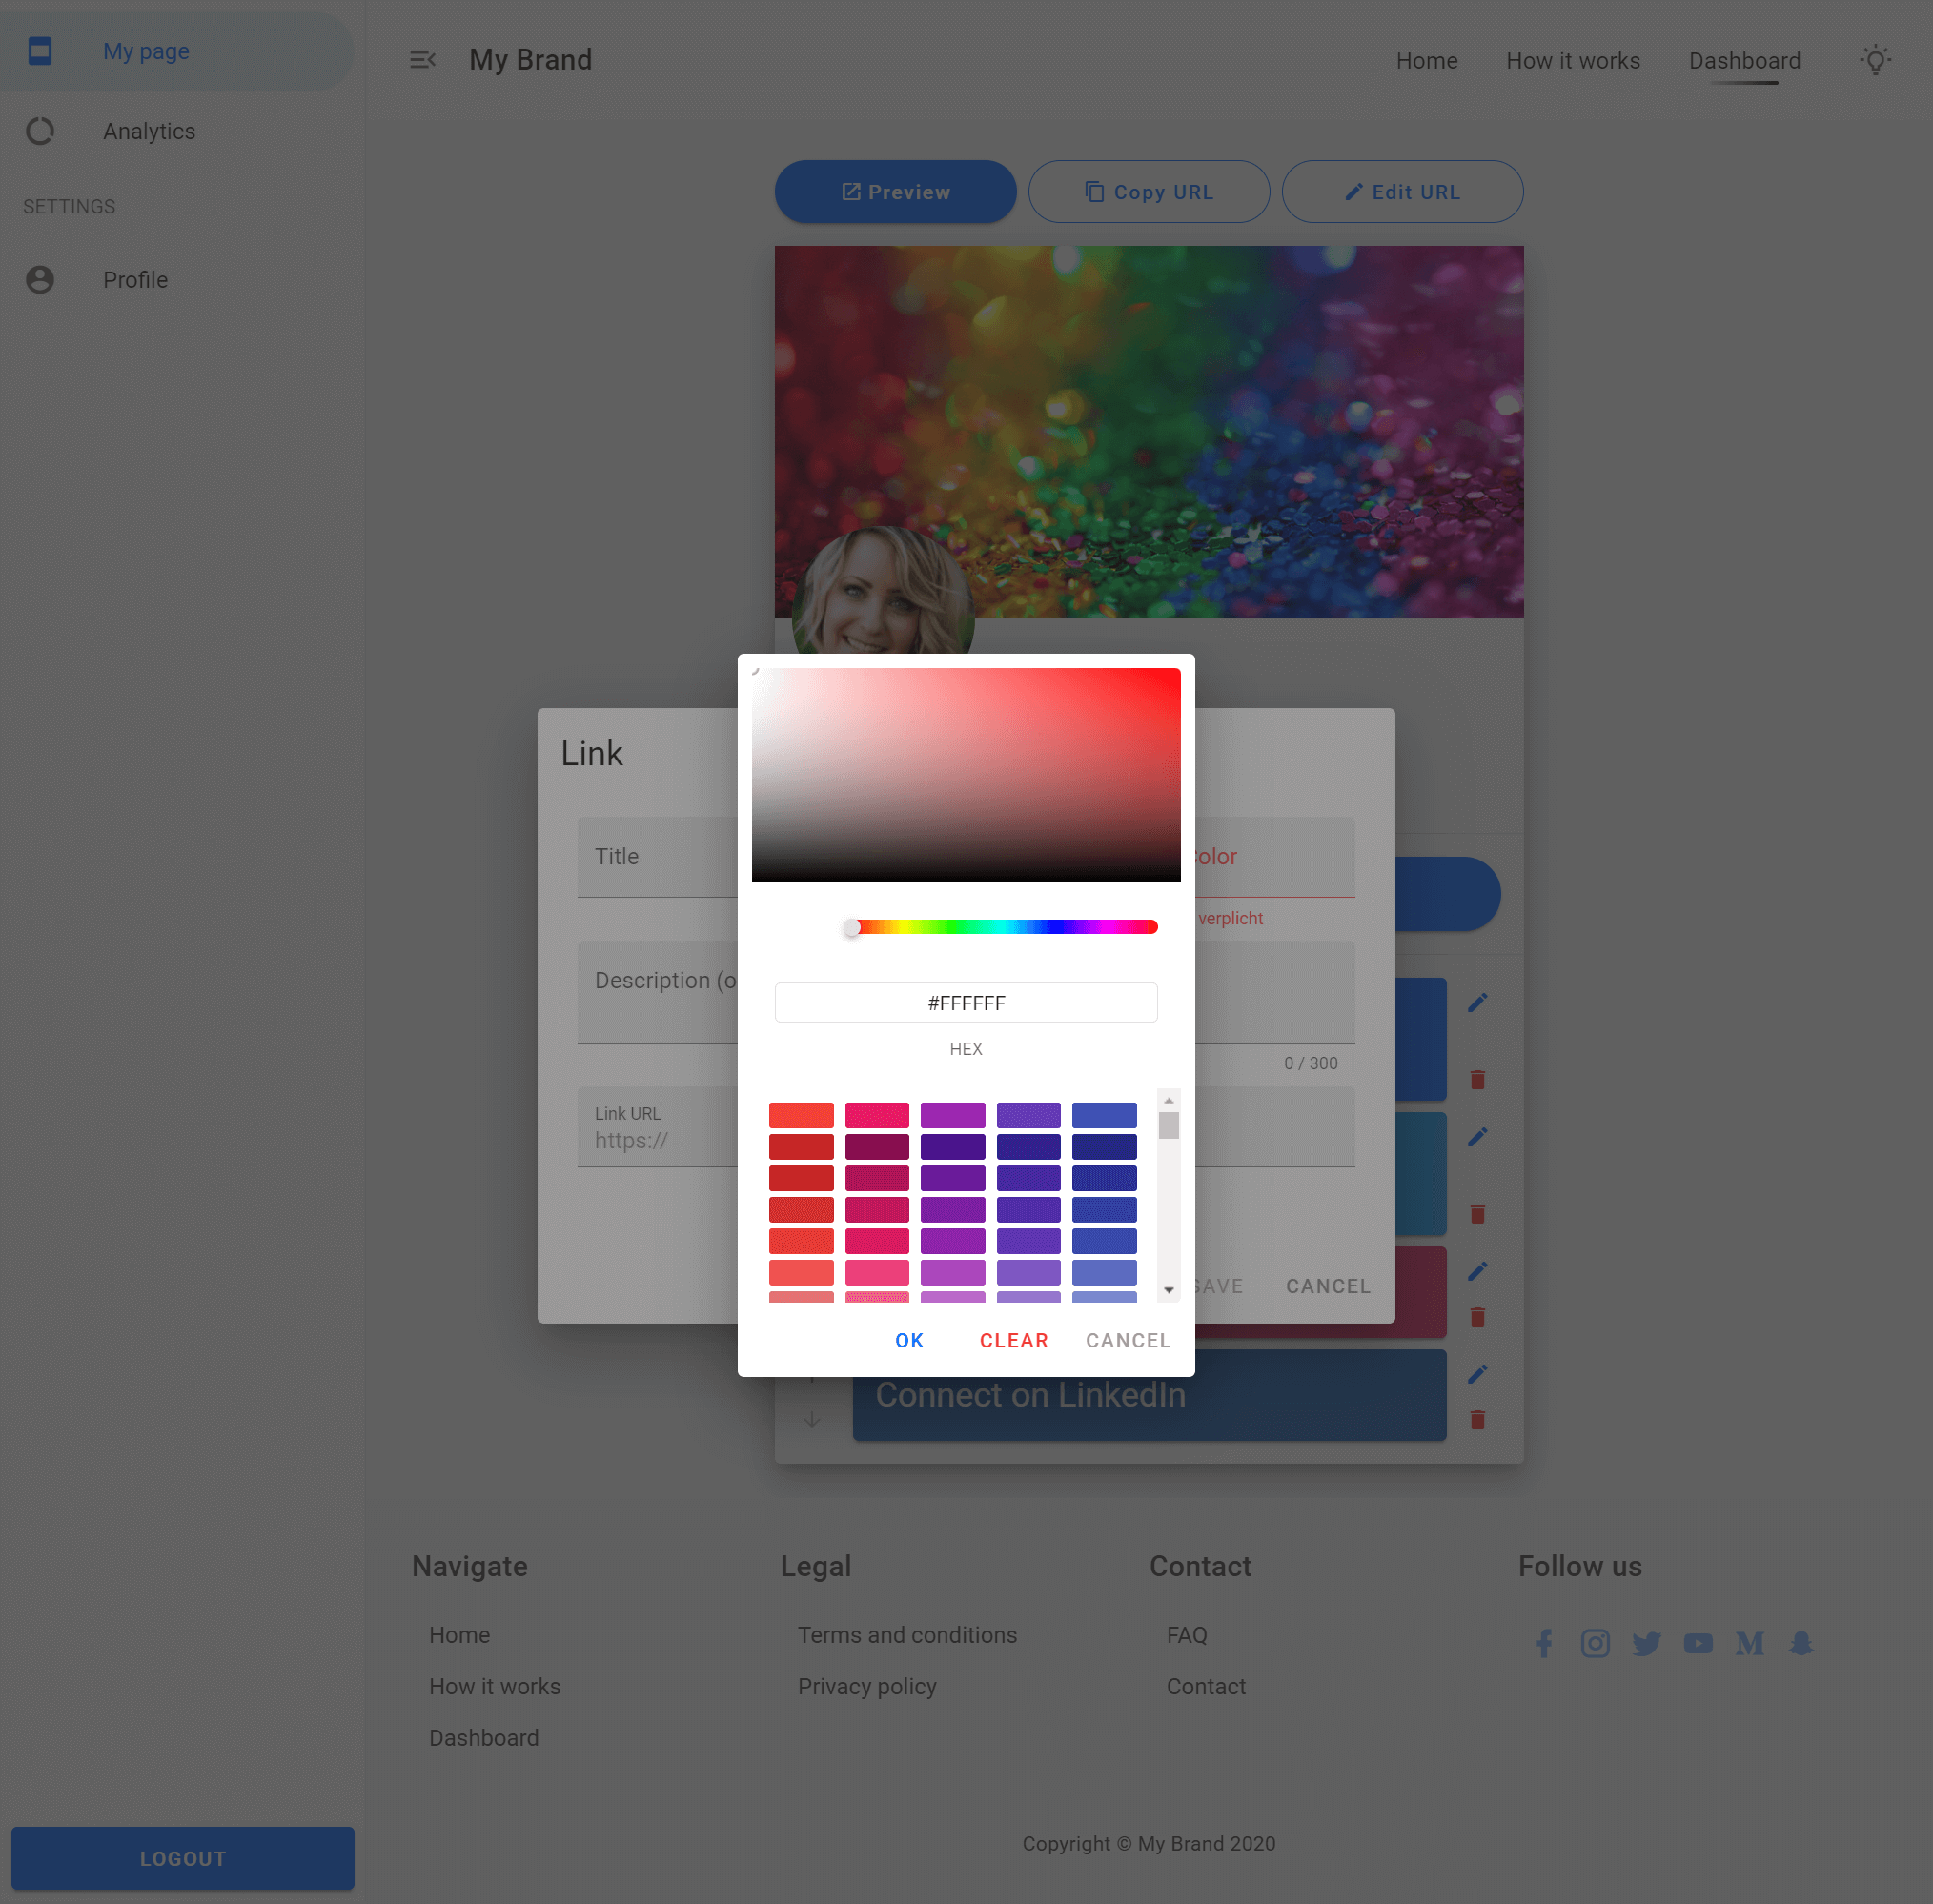 My page
My Brand
Home
How it works
Dashboard
Analytics
SETTINGS
Profile
Preview
Copy URL
Edit URL
Link
Title
verplicht
Description
#FFFFFF
HEX
0 / 300
Link URL
https://
CANCEL
OK
CLEAR
CANCEL
Connect on LinkedIn
Navigate
Legal
Contact
Follow us
Home
Terms and conditions
FAQ
How it works
Privacy policy
Contact
Dashboard
Copyright © My Brand 2020
LOGOUT